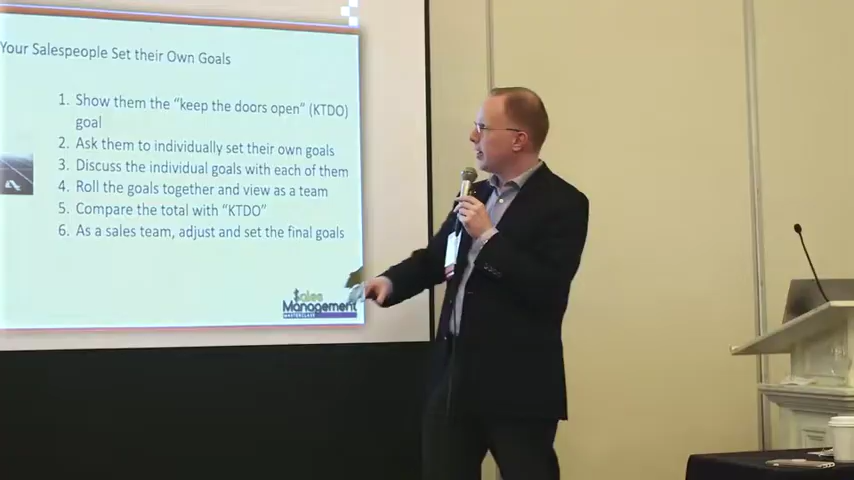 Your Salespeople Set their Own Goals
1. Show them the “keep the doors open” (KTDO)
goal
2. Ask them to individually set their own goals
3. Discuss the individual goals with each of them
4. Roll the goals together and view as a team
5. Compare the total with “KTDO”
6. As a sales team, adjust and set the final goals
Sales
Management
MASTERCLASS